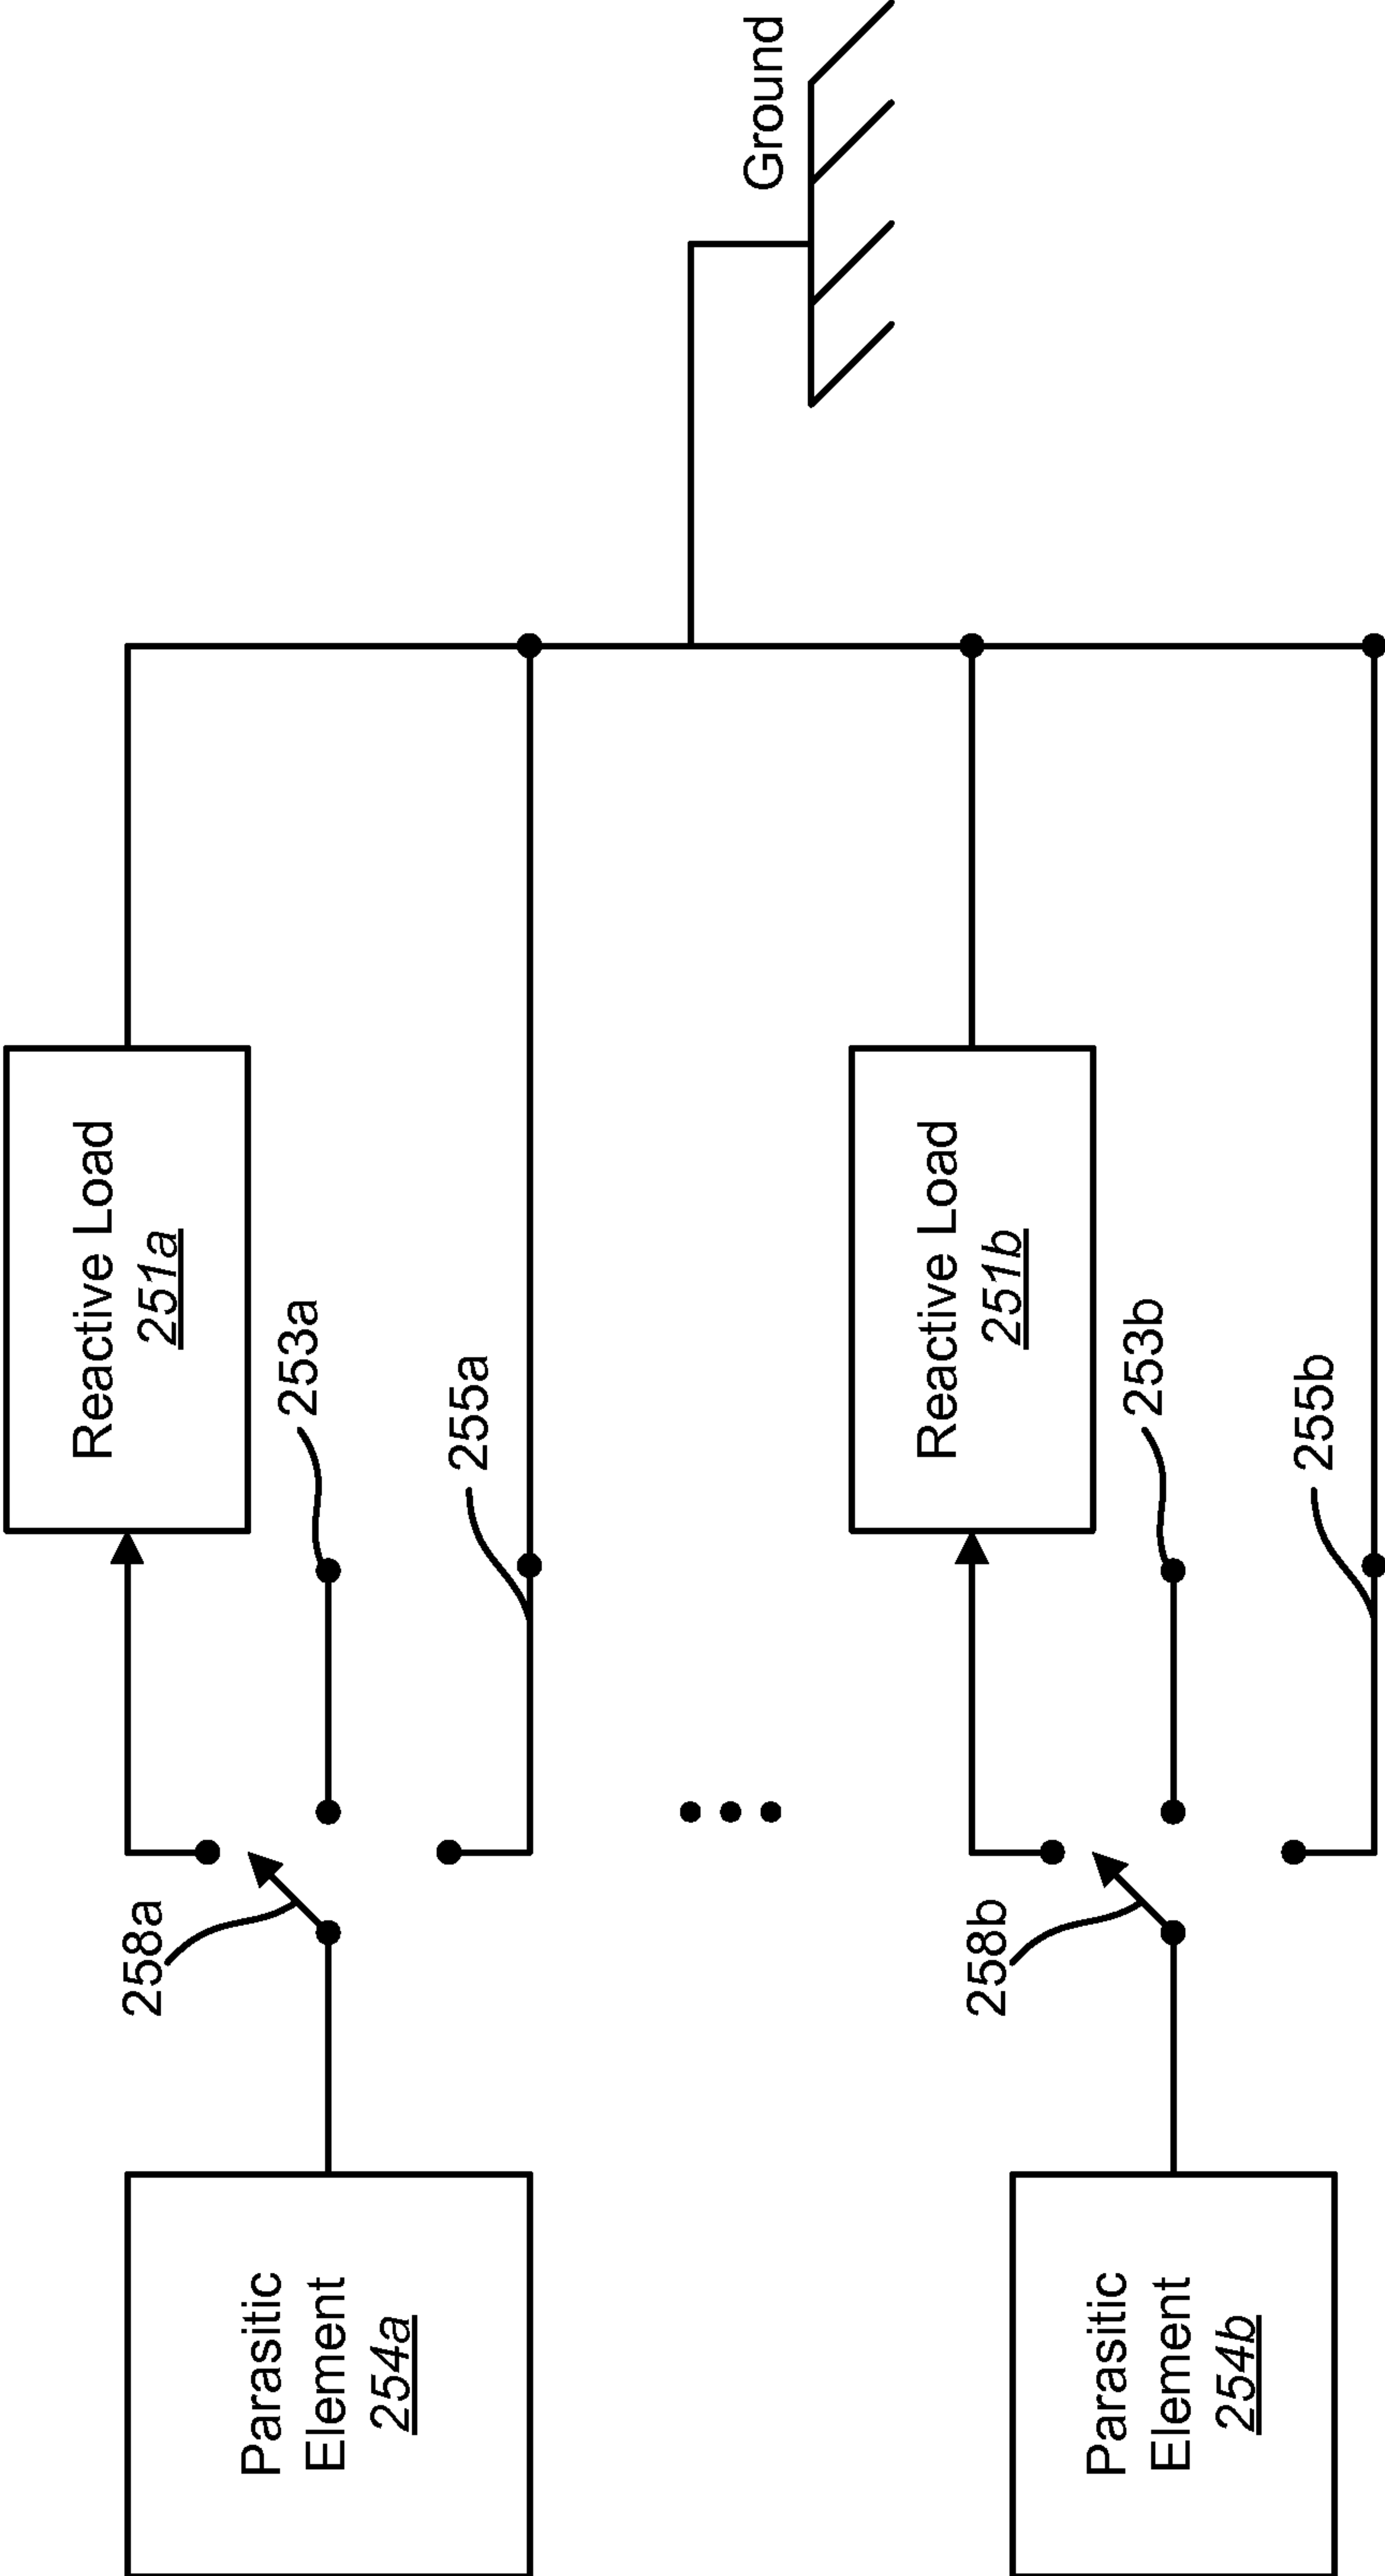 Parasitic
Element
254a
258a
Reactive Load
251a
253a
255a
Ground
Parasitic
Element
254b
258b
Reactive Load
251b
253b
255b